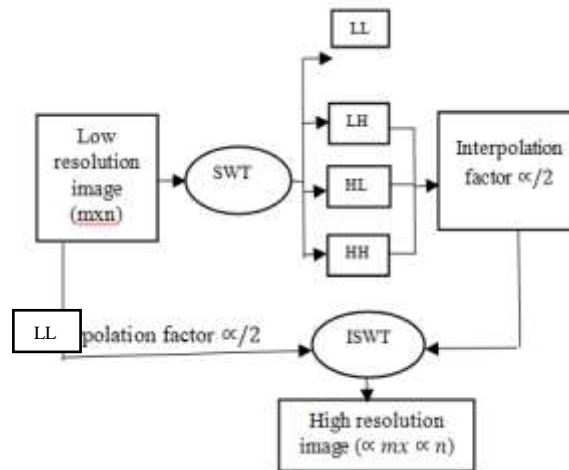 LL
Low
resolution
image
(mxn)
SWT
LH
HL
HH
Interpolation
factor ∝/2
LL
polation factor ∝/2
ISWT
High resolution
image (∝ mx ∝ n)